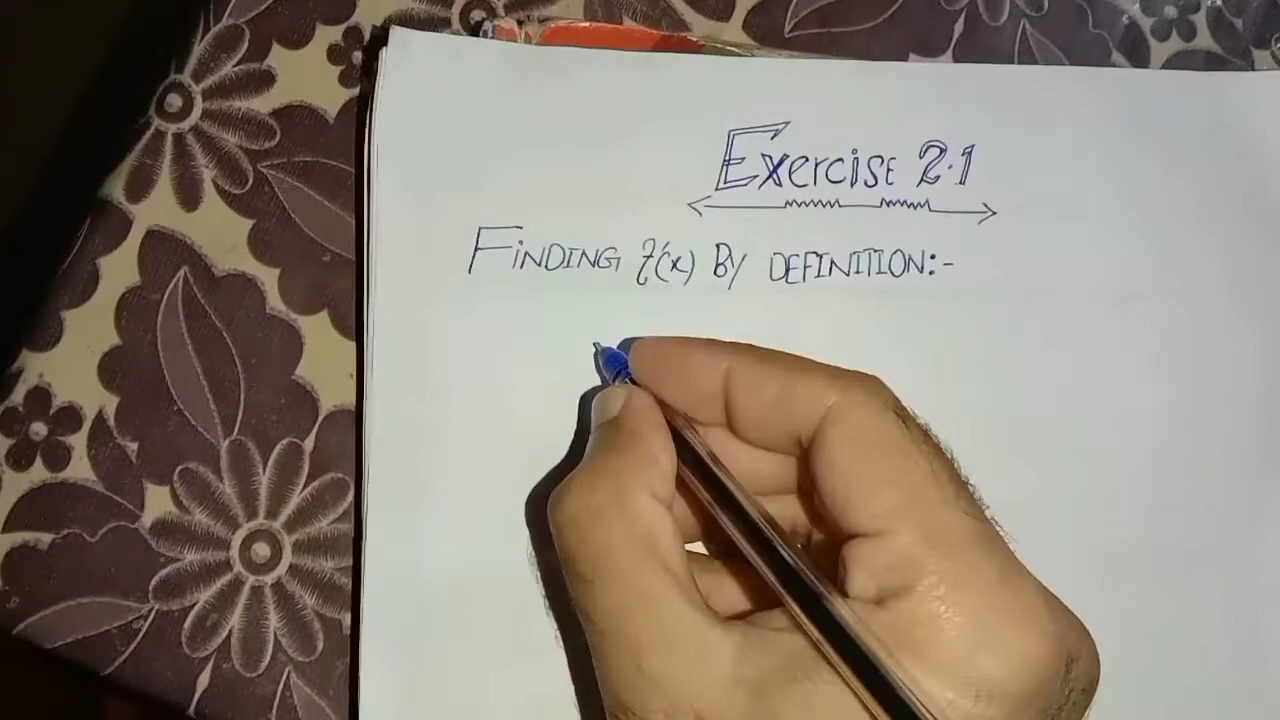 Exercise 2.1
FINDING f'(x) BY DEFINITION:-